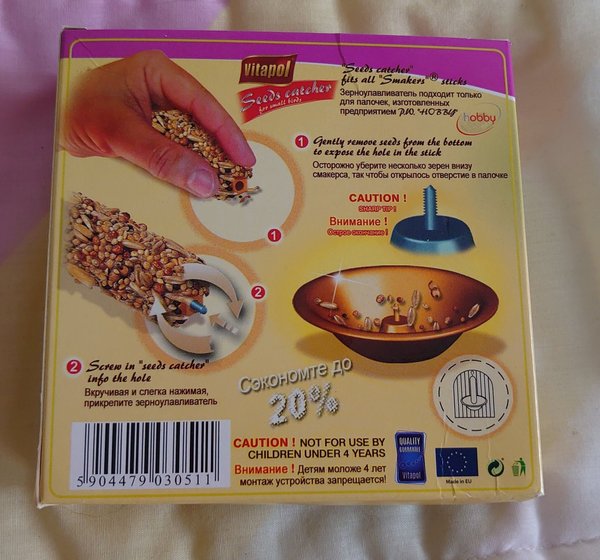 vitapol
Seeds catcher
for small birds
"Seeds catcher"
fits all "Smakers"® sticks
Зерноулавливатель подходит только
для палочек, изготовленных
предприятием P.W. "HOBBY"
hobby
1 Gently remove seeds from the bottom
to expose the hole in the stick
Осторожно уберите несколько зерен внизу
смакерса, так чтобы открылось отверстие в палочке
1
CAUTION !
SHARP TIP !
Внимание !
Острое окончание !
2
2 Screw in "seeds catcher"
info the hole
Вкручивая и слегка нажимая,
прикрепите зерноулавливатель
Сэкономте до
20%
CAUTION ! NOT FOR USE BY
CHILDREN UNDER 4 YEARS
Внимание ! Детям моложе 4 лет
монтаж устройства запрещается!
QUALITY
Vitapol
Made in EU
5 904479 030511